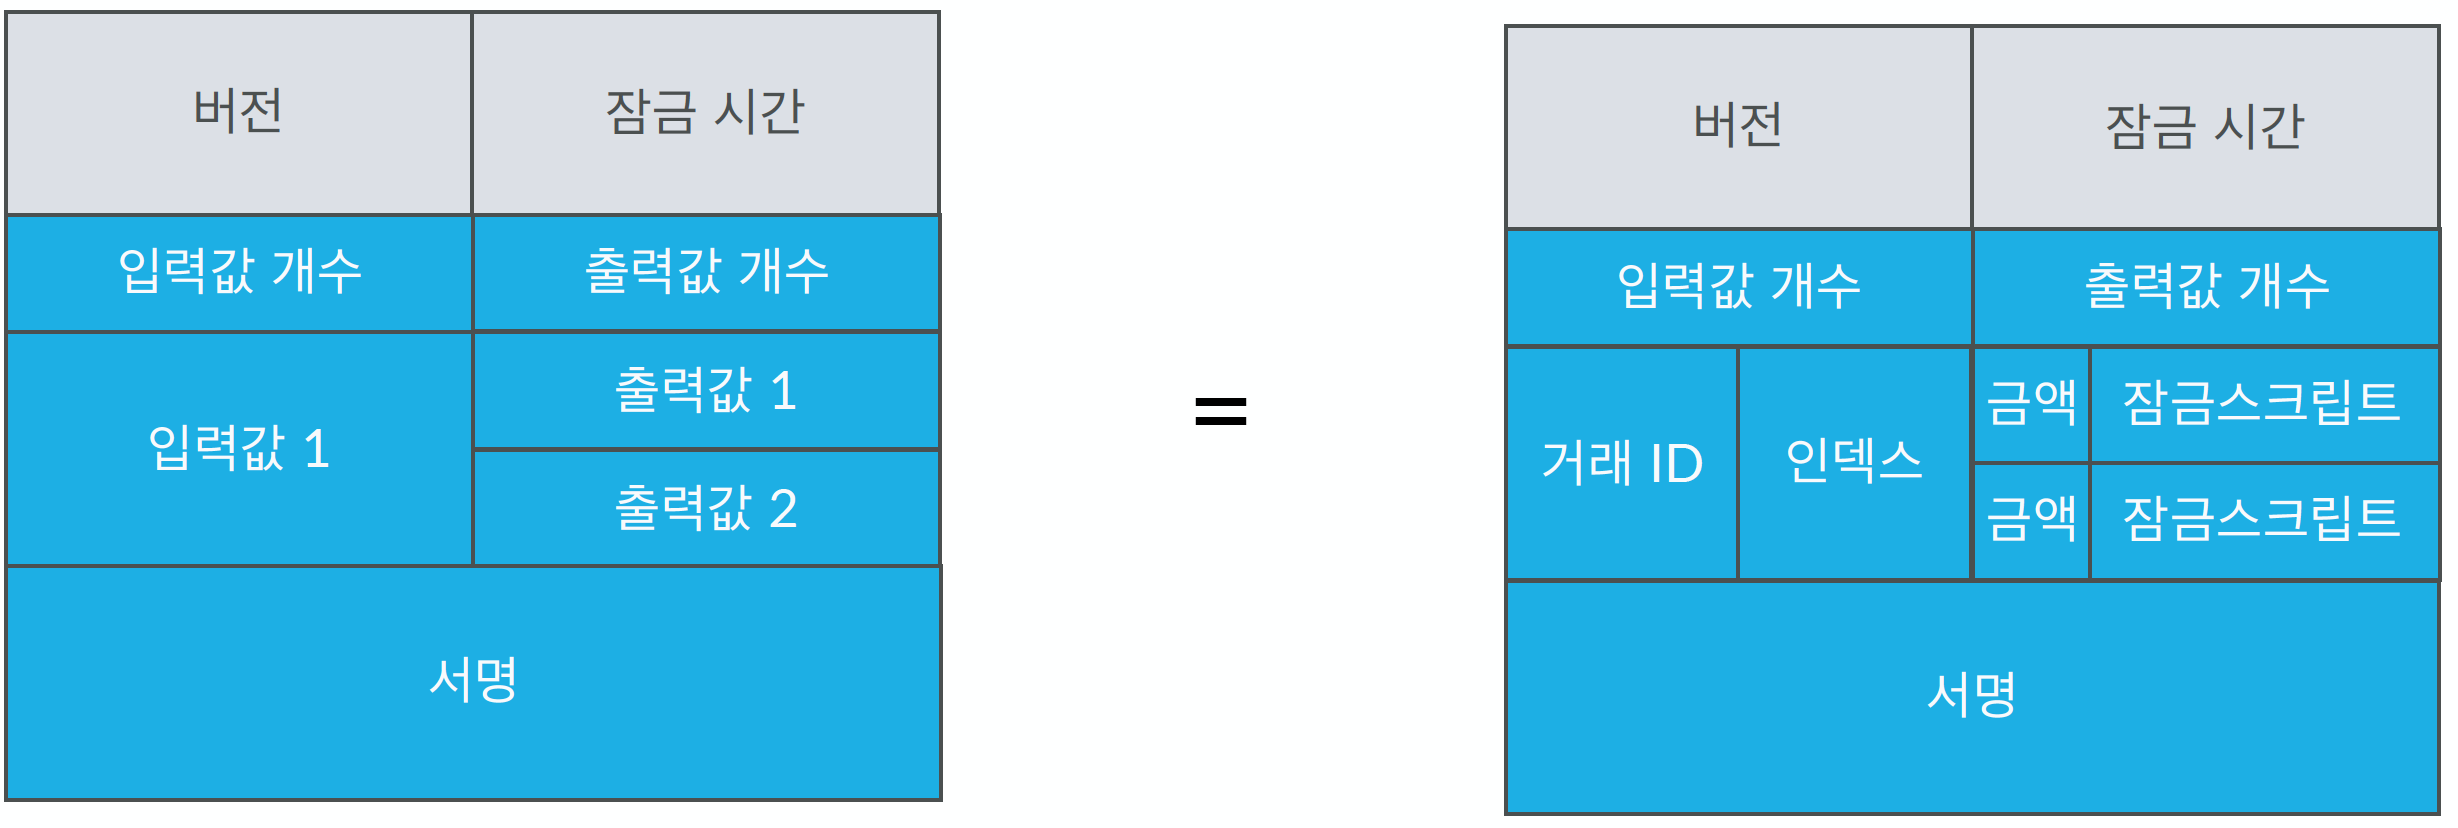 버전
잠금 시간
입력값 개수
출력값 개수
입력값 1
출력값 1
출력값 2
서명
=
버전
잠금 시간
입력값 개수
출력값 개수
거래 ID
인덱스
금액
잠금스크립트
금액
잠금스크립트
서명